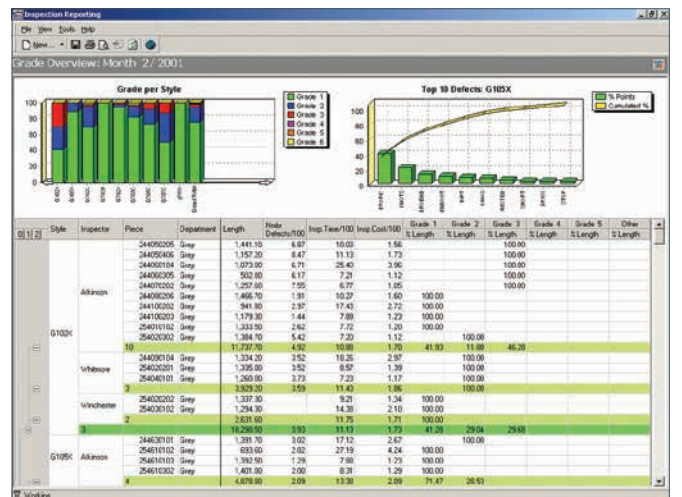 Inspection Reporting
File View Tools Help
New...
Grade Overview: Month 2/ 2001
Grade per Style
Grade 1
Grade 2
Grade 3
Grade 4
Grade 5
Grade 6
100
80
60
40
20
0
Top 10 Defects: G105X
% Points
Cumulated %
100
80
60
40
20
0
0 1 2 Style Inspector Piece Department Length Nmbr Defects/100 Insp.Time/100 Insp.Cost/100 Grade 1 % Length Grade 2 % Length Grade 3 % Length Grade 4 % Length Grade 5 % Length Other % Length
244050205 Grey 1,441.10 6.87 10.03 1.56 100.00
244050406 Grey 1,157.20 8.47 11.13 1.73 100.00
244060104 Grey 1,073.00 6.71 25.40 3.96 100.00
244060305 Grey 502.80 6.17 7.21 1.12 100.00
244070202 Grey 1,257.60 7.55 6.77 1.05 100.00
Atkinson 244080206 Grey 1,466.70 1.91 10.27 1.60 100.00
244100202 Grey 941.90 2.97 17.43 2.72 100.00
244100203 Grey 1,179.30 1.44 7.89 1.23 100.00
254010102 Grey 1,333.50 2.62 7.72 1.20 100.00
G102X 254020302 Grey 1,384.70 5.42 7.20 1.12 100.00
10 11,737.70 4.92 10.88 1.70 41.93 11.80 46.28
244090104 Grey 1,334.20 3.52 18.26 2.97 100.00
Whitmore 254020201 Grey 1,335.00 3.52 8.57 1.39 100.00
254040101 Grey 1,260.00 3.73 7.23 1.17 100.00
3 3,929.20 3.59 11.43 1.86 100.00
Winchester 254020202 Grey 1,337.30 9.21 1.34 100.00
254030102 Grey 1,294.30 14.38 2.10 100.00
2 2,631.60 11.75 1.71 100.00
3 18,298.50 3.93 11.13 1.73 41.28 29.04 29.68
244630101 Grey 1,391.70 3.02 17.12 2.67 100.00
254610102 Grey 693.60 2.02 27.19 4.24 100.00
G105X Atkinson 254610103 Grey 1,392.50 1.29 7.90 1.23 100.00
254610302 Grey 1,401.00 2.00 8.31 1.29 100.00
4 4,878.80 2.09 13.38 2.09 71.47 28.53
Working